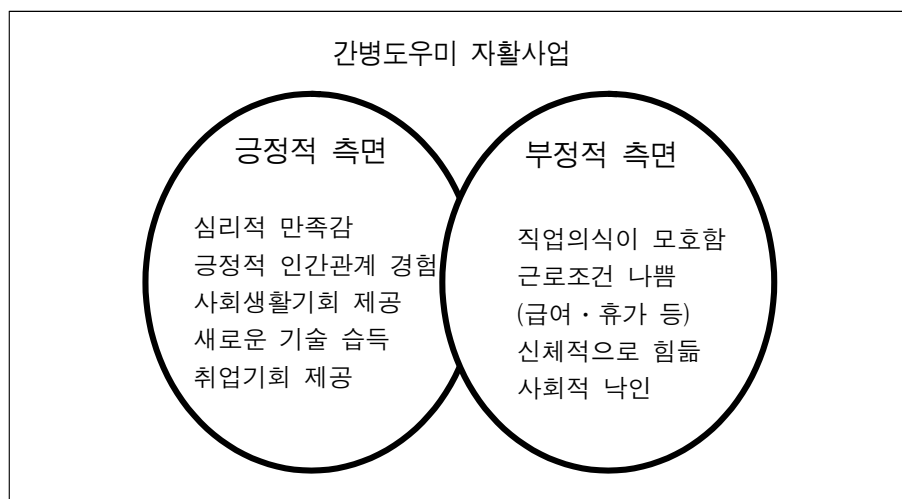 간병도우미 자활사업
긍정적 측면
심리적 만족감
긍정적 인간관계 경험
사회생활기회 제공
새로운 기술 습득
취업기회 제공
부정적 측면
직업의식이 모호함
근로조건 나쁨
(급여·휴가 등)
신체적으로 힘듦
사회적 낙인